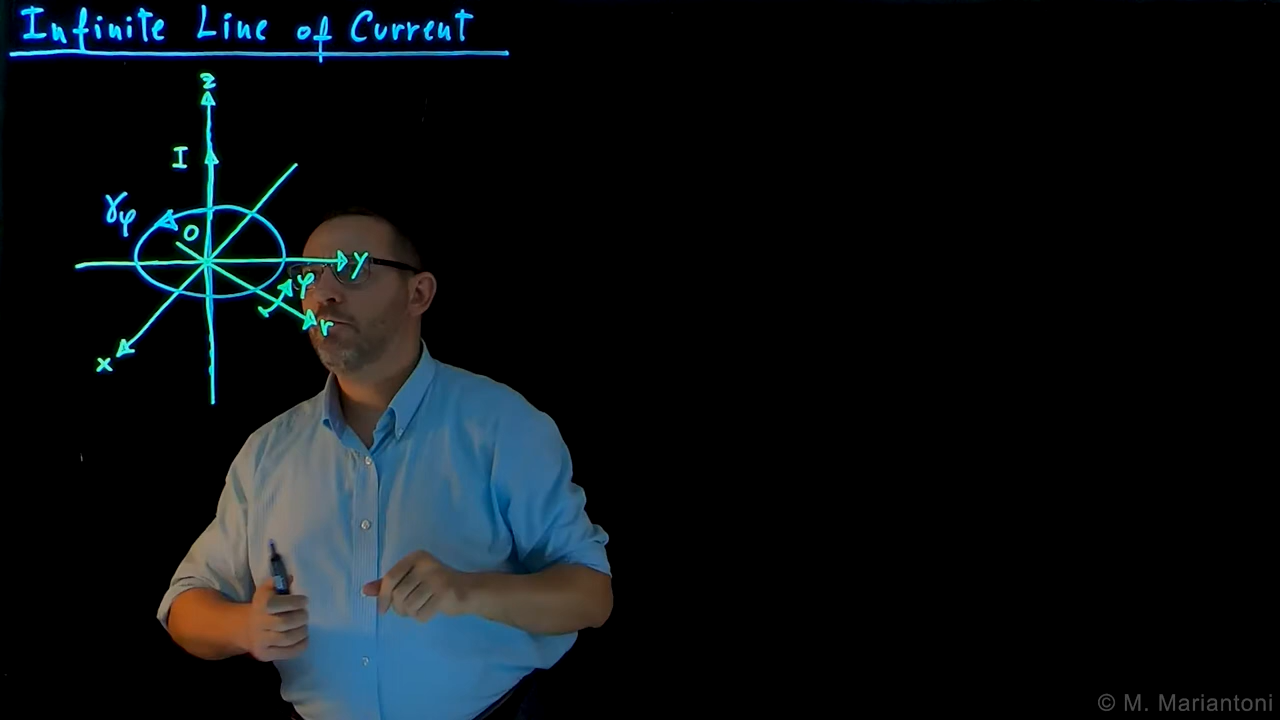 Infinite Line of Current
z
I
γφ
O
y
φ
r
x
© M. Mariantoni